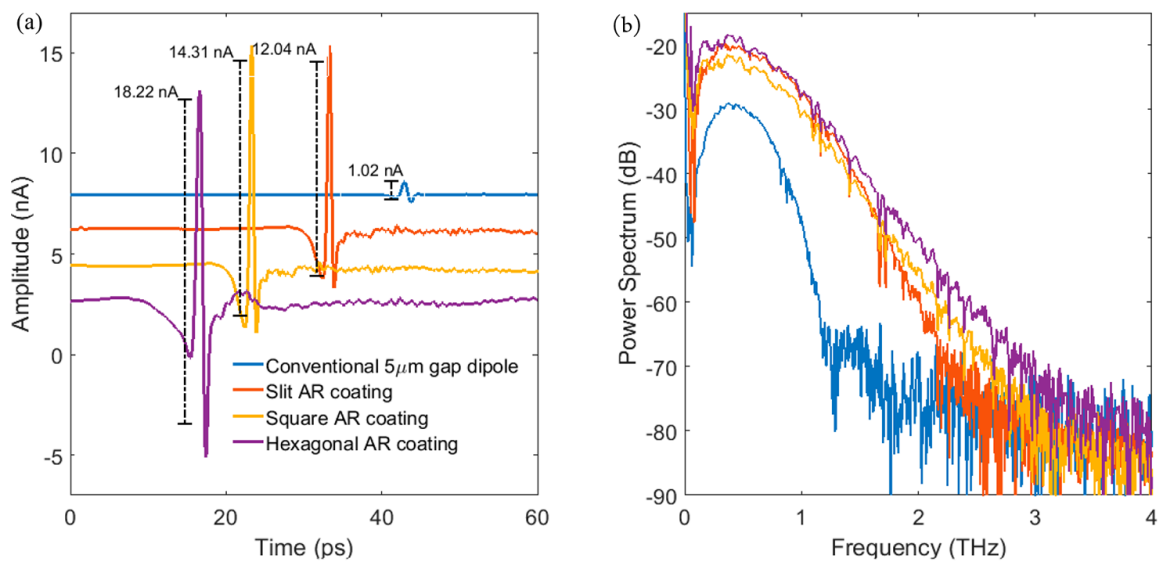 (a)
14.31 nA
12.04 nA
18.22 nA
1.02 nA
15
10
5
0
-5
Amplitude (nA)
Conventional 5μm gap dipole
Slit AR coating
Square AR coating
Hexagonal AR coating
0
20
40
60
Time (ps)
(b)
-20
-30
-40
-50
-60
-70
-80
-90
Power Spectrum (dB)
0
1
2
3
4
Frequency (THz)